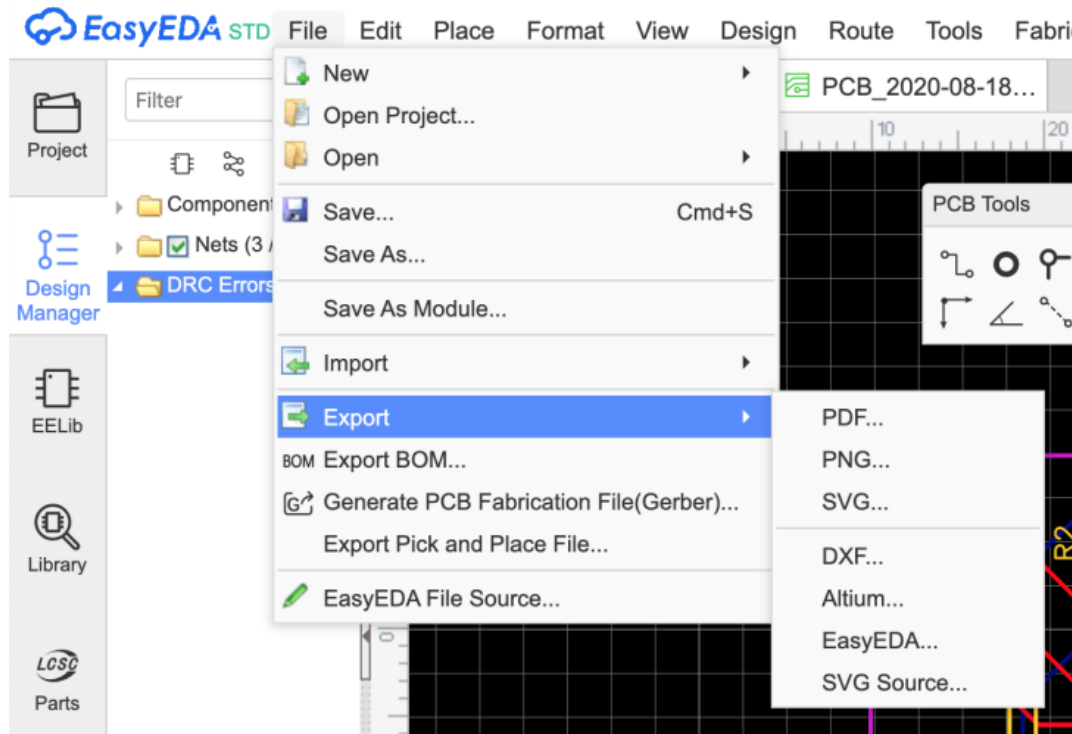 EasyEDA STD File Edit Place Format View Design Route Tools
Filter
Project
Component
Nets (3 /
DRC Errors
Design
Manager
EELib
Library
LCSC
Parts
New
Open Project...
Open
Save... Cmd+S
Save As...
Save As Module...
Import
Export
BOM Export BOM...
G Generate PCB Fabrication File(Gerber)...
Export Pick and Place File...
EasyEDA File Source...
PDF...
PNG...
SVG...
DXF...
Altium...
EasyEDA...
SVG Source...
PCB_2020-08-18...
10 20
PCB Tools
R2
0